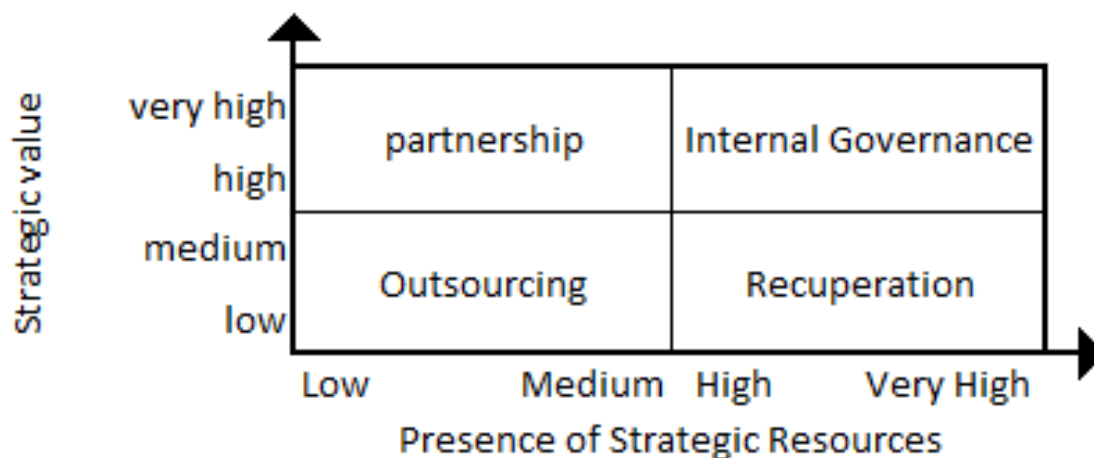 Strategic value
very high
high
medium
low
partnership
Internal Governance
Outsourcing
Recuperation
Low
Medium
High
Very High
Presence of Strategic Resources